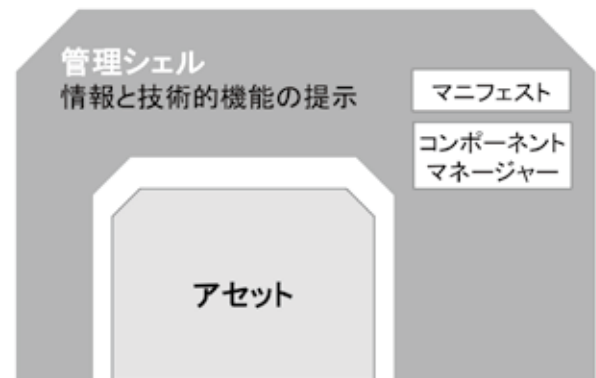 管理シェル
情報と技術的機能の提示
マニフェスト
コンポーネント
マネージャー
アセット